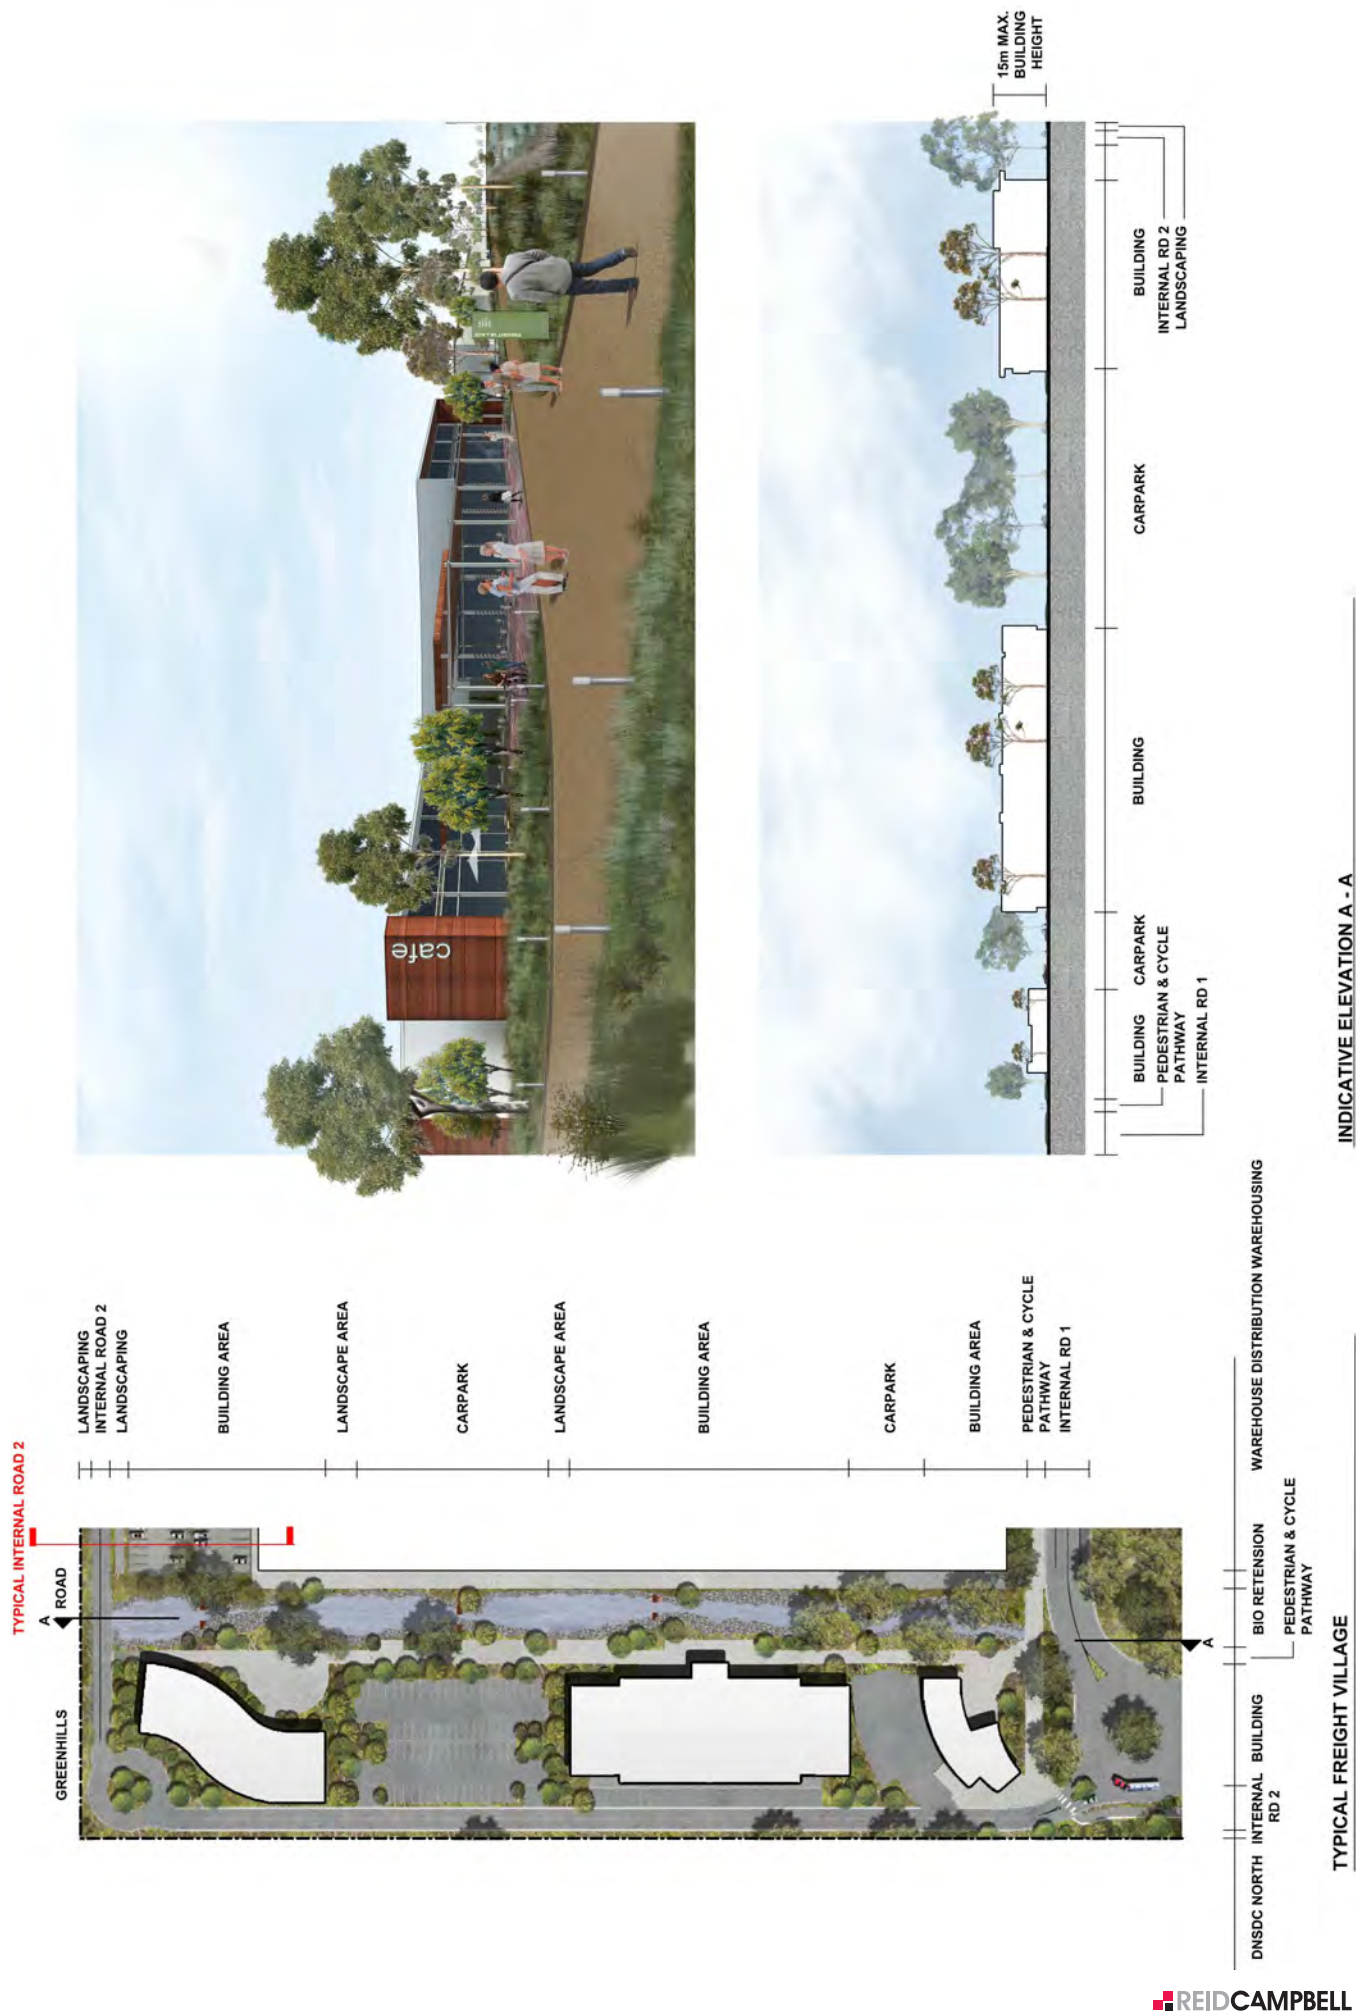 15m MAX.
BUILDING
HEIGHT
cafe
FREIGHT VILLAGE
BUILDING
PEDESTRIAN & CYCLE
PATHWAY
INTERNAL RD 1
CARPARK
BUILDING
CARPARK
BUILDING
INTERNAL RD 2
LANDSCAPING
INDICATIVE ELEVATION A - A
TYPICAL INTERNAL ROAD 2
GREENHILLS ROAD
A
A
LANDSCAPING
INTERNAL ROAD 2
LANDSCAPING
BUILDING AREA
LANDSCAPE AREA
CARPARK
LANDSCAPE AREA
BUILDING AREA
CARPARK
BUILDING AREA
PEDESTRIAN & CYCLE
PATHWAY
INTERNAL RD 1
DNSDC NORTH
INTERNAL
RD 2
BUILDING
BIO RETENSION
PEDESTRIAN & CYCLE
PATHWAY
WAREHOUSE DISTRIBUTION WAREHOUSING
TYPICAL FREIGHT VILLAGE
REIDCAMPBELL